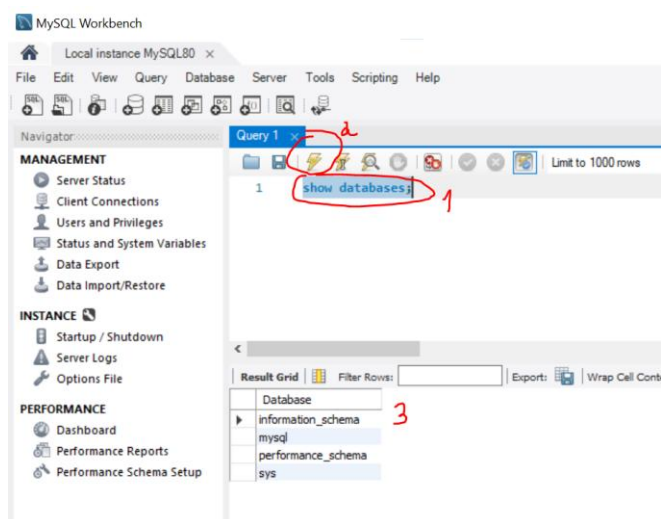 MySQL Workbench
Local instance MySQL80 ×
File Edit View Query Database Server Tools Scripting Help
Navigator
Query 1 ×
2
MANAGEMENT
Limit to 1000 rows
Server Status
1 show databases; 1
Client Connections
Users and Privileges
Status and System Variables
Data Export
Data Import/Restore
INSTANCE
Startup / Shutdown
Server Logs
Options File
Result Grid Filter Rows: Export: Wrap Cell Cont
PERFORMANCE
Database
Dashboard
information_schema 3
Performance Reports
mysql
Performance Schema Setup
performance_schema
sys